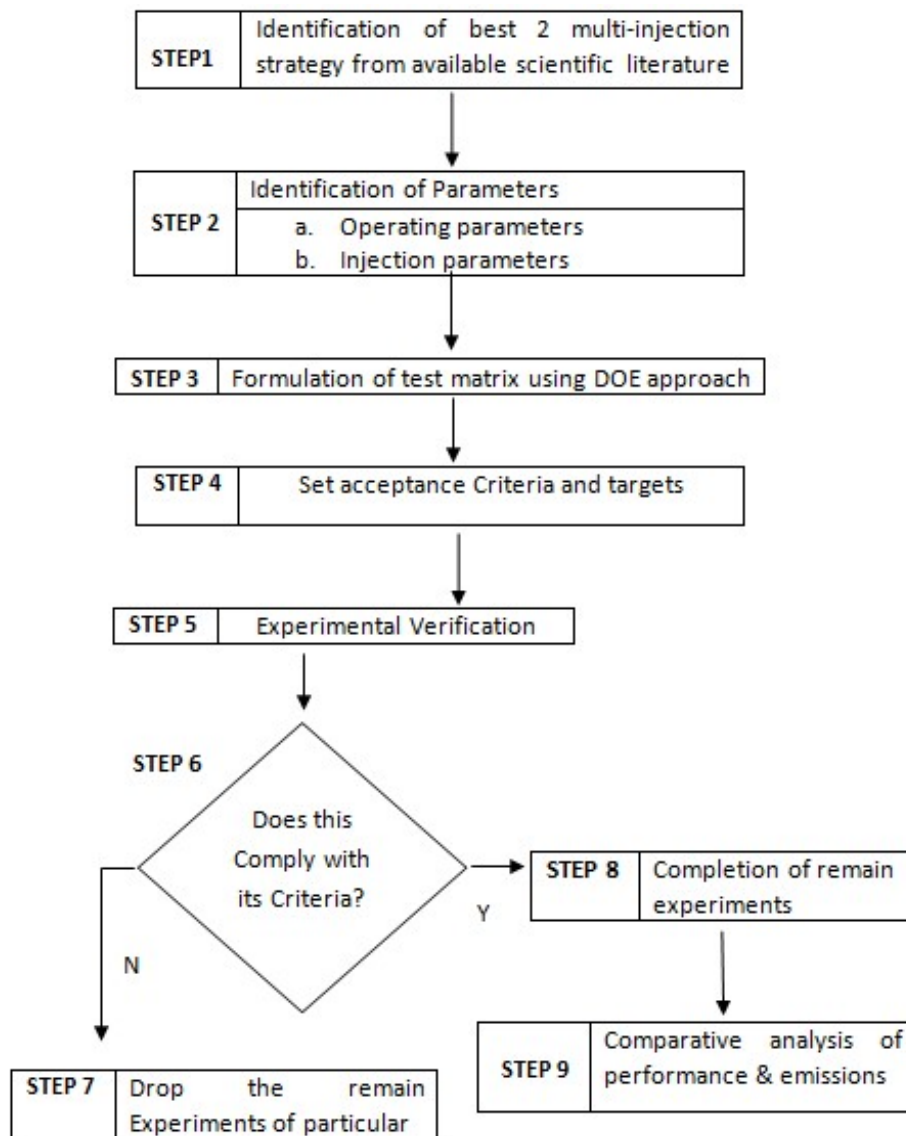 STEP1
Identification of best 2 multi-injection
strategy from available scientific literature
STEP 2
Identification of Parameters
a. Operating parameters
b. Injection parameters
STEP 3
Formulation of test matrix using DOE approach
STEP 4
Set acceptance Criteria and targets
STEP 5
Experimental Verification
STEP 6
Does this
Comply with
its Criteria?
N
Y
STEP 8
Completion of remain
experiments
STEP 7
Drop the remain
Experiments of particular
STEP 9
Comparative analysis of
performance & emissions